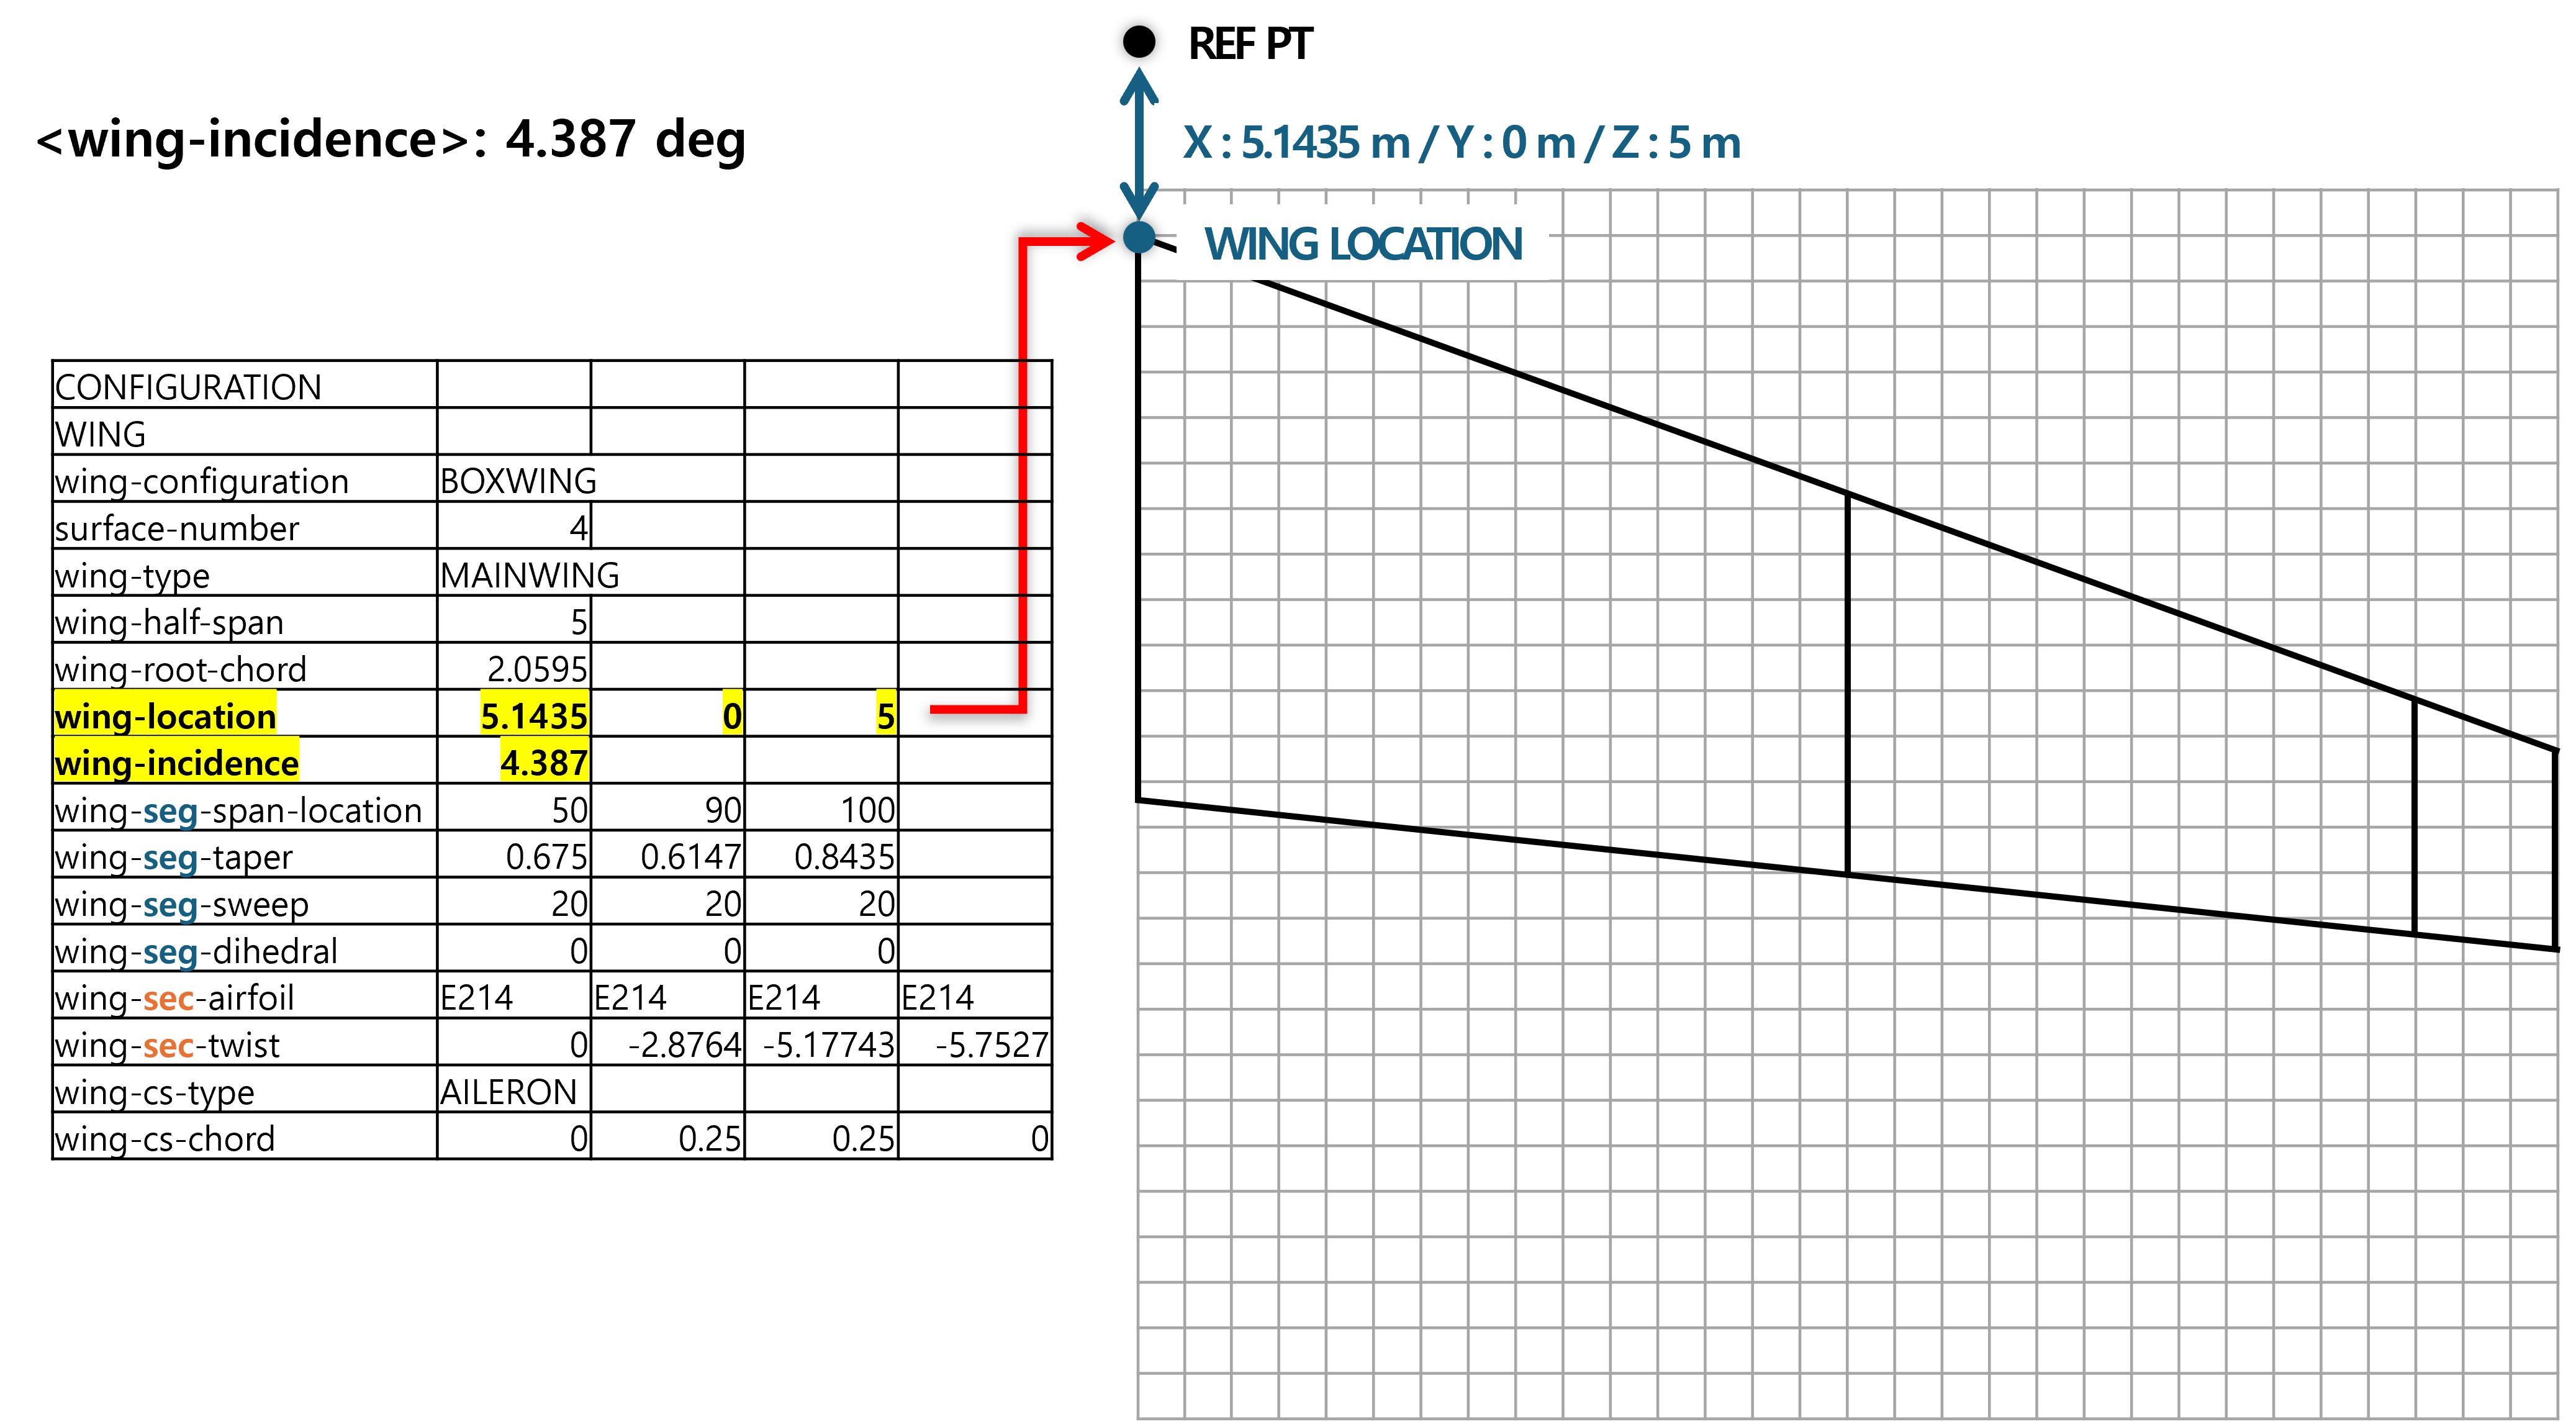 REF PT
<wing-incidence>: 4.387 deg
X : 5.1435 m / Y : 0 m / Z : 5 m
WING LOCATION
CONFIGURATION
WING
wing-configuration BOXWING
surface-number 4
wing-type MAINWING
wing-half-span 5
wing-root-chord 2.0595
wing-location 5.1435 0 5
wing-incidence 4.387
wing-seg-span-location 50 90 100
wing-seg-taper 0.675 0.6147 0.8435
wing-seg-sweep 20 20 20
wing-seg-dihedral 0 0 0
wing-sec-airfoil E214 E214 E214 E214
wing-sec-twist 0 -2.8764 -5.17743 -5.7527
wing-cs-type AILERON
wing-cs-chord 0 0.25 0.25 0